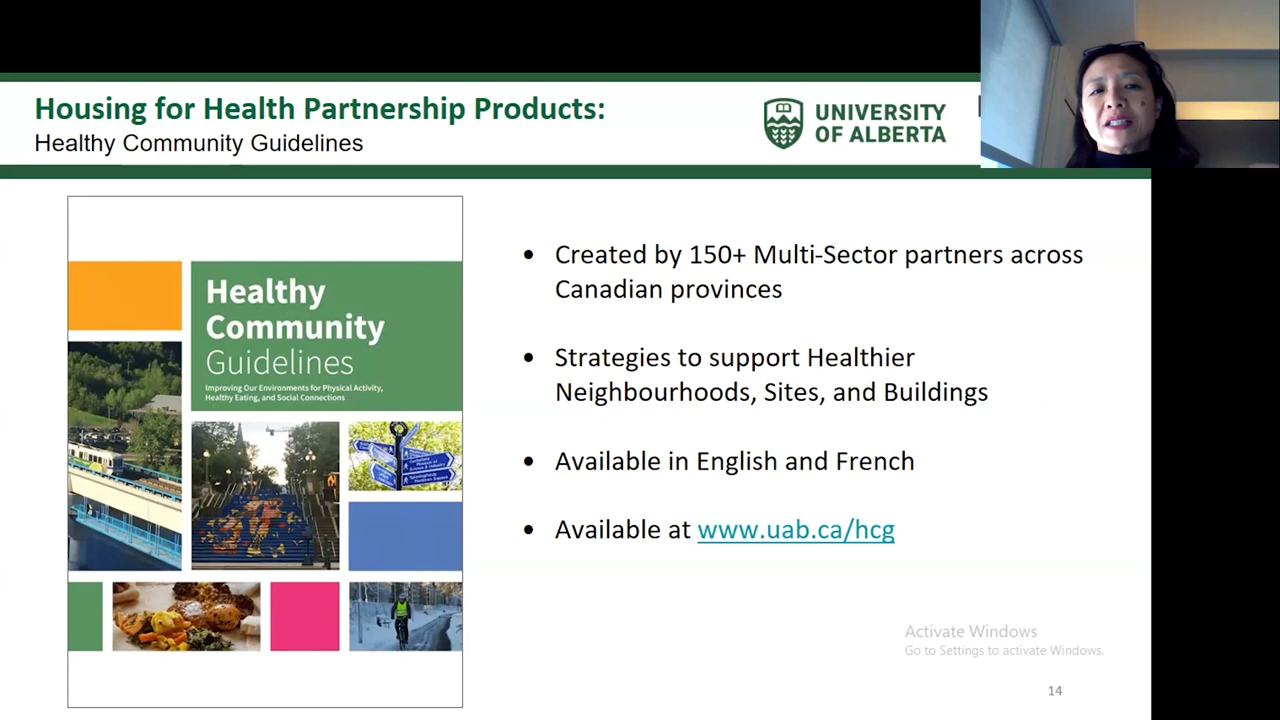 Housing for Health Partnership Products:
Healthy Community Guidelines
UNIVERSITY
OF ALBERTA
Healthy
Community
Guidelines
Improving Our Environments for Physical Activity,
Healthy Eating, and Social Connections
• Created by 150+ Multi-Sector partners across
Canadian provinces
• Strategies to support Healthier
Neighbourhoods, Sites, and Buildings
• Available in English and French
• Available at www.uab.ca/hcg
Activate Windows
Go to Settings to activate Windows.
14